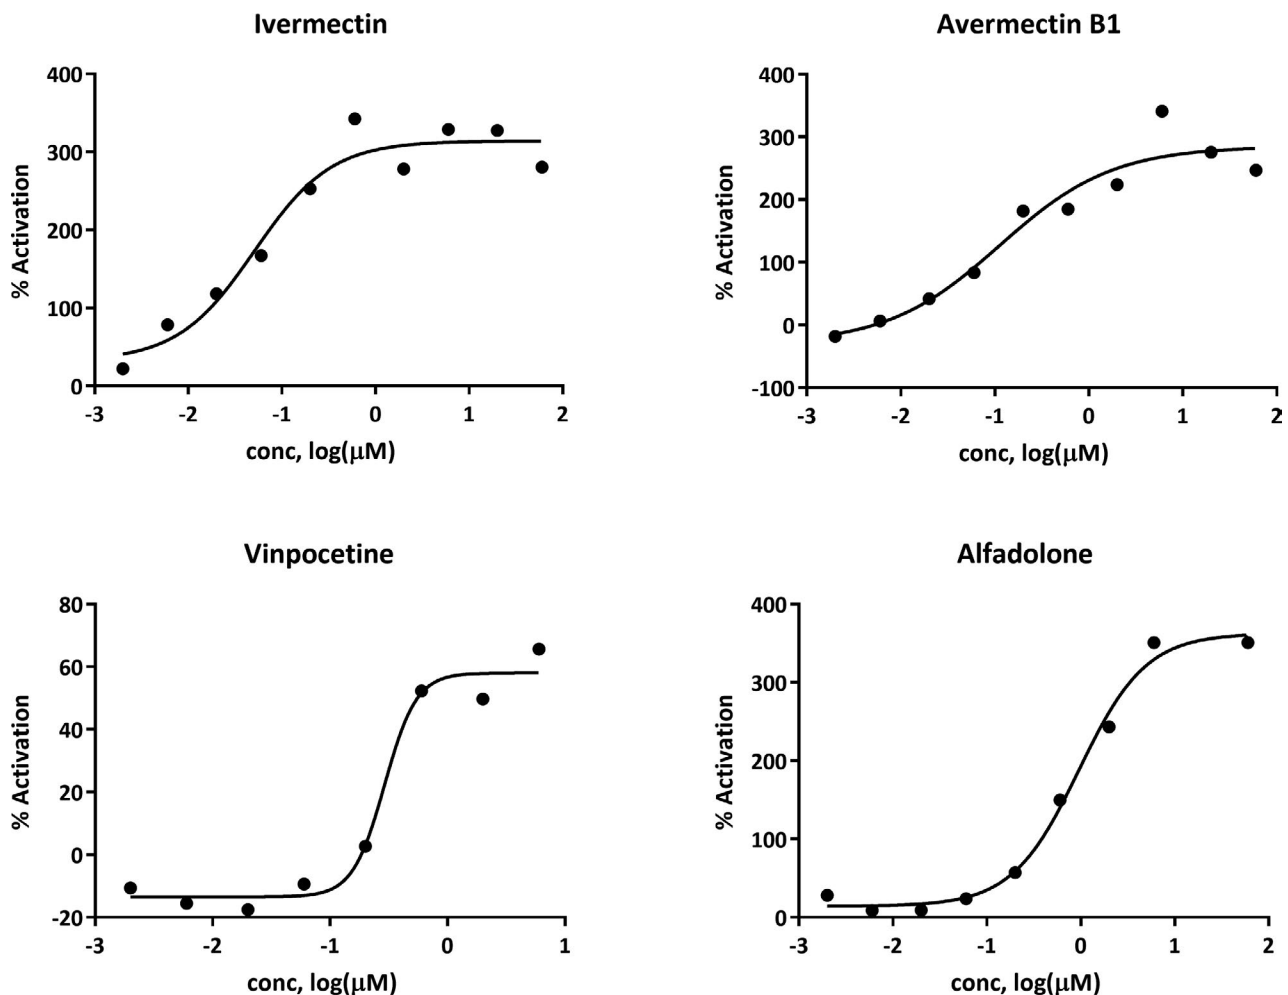 Ivermectin
400
300
200
100
0
-3 -2 -1 0 1 2
% Activation
conc, log(μM)
Avermectin B1
400
300
200
100
0
-100
-3 -2 -1 0 1 2
% Activation
conc, log(μM)
Vinpocetine
80
60
40
20
0
-20
-3 -2 -1 0 1
% Activation
conc, log(μM)
Alfadolone
400
300
200
100
0
-3 -2 -1 0 1 2
% Activation
conc, log(μM)